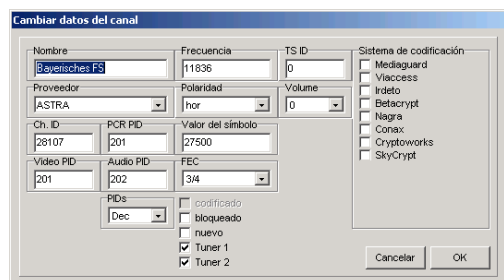 Cambiar datos del canal
Nombre
Frecuencia
TS ID
Sistema de codificación
Bayerisches FS
11836
0
Mediaguard
Viaccess
Irdeto
Betacrypt
Nagra
Conax
Cryptoworks
SkyCrypt
Proveedor
Polaridad
Volume
ASTRA
hor
0
Ch. ID
PCR PID
Valor del símbolo
28107
201
27500
Video PID
Audio PID
FEC
201
202
3/4
PIDs
Dec
codificado
bloqueado
nuevo
Tuner 1
Tuner 2
Cancelar
OK